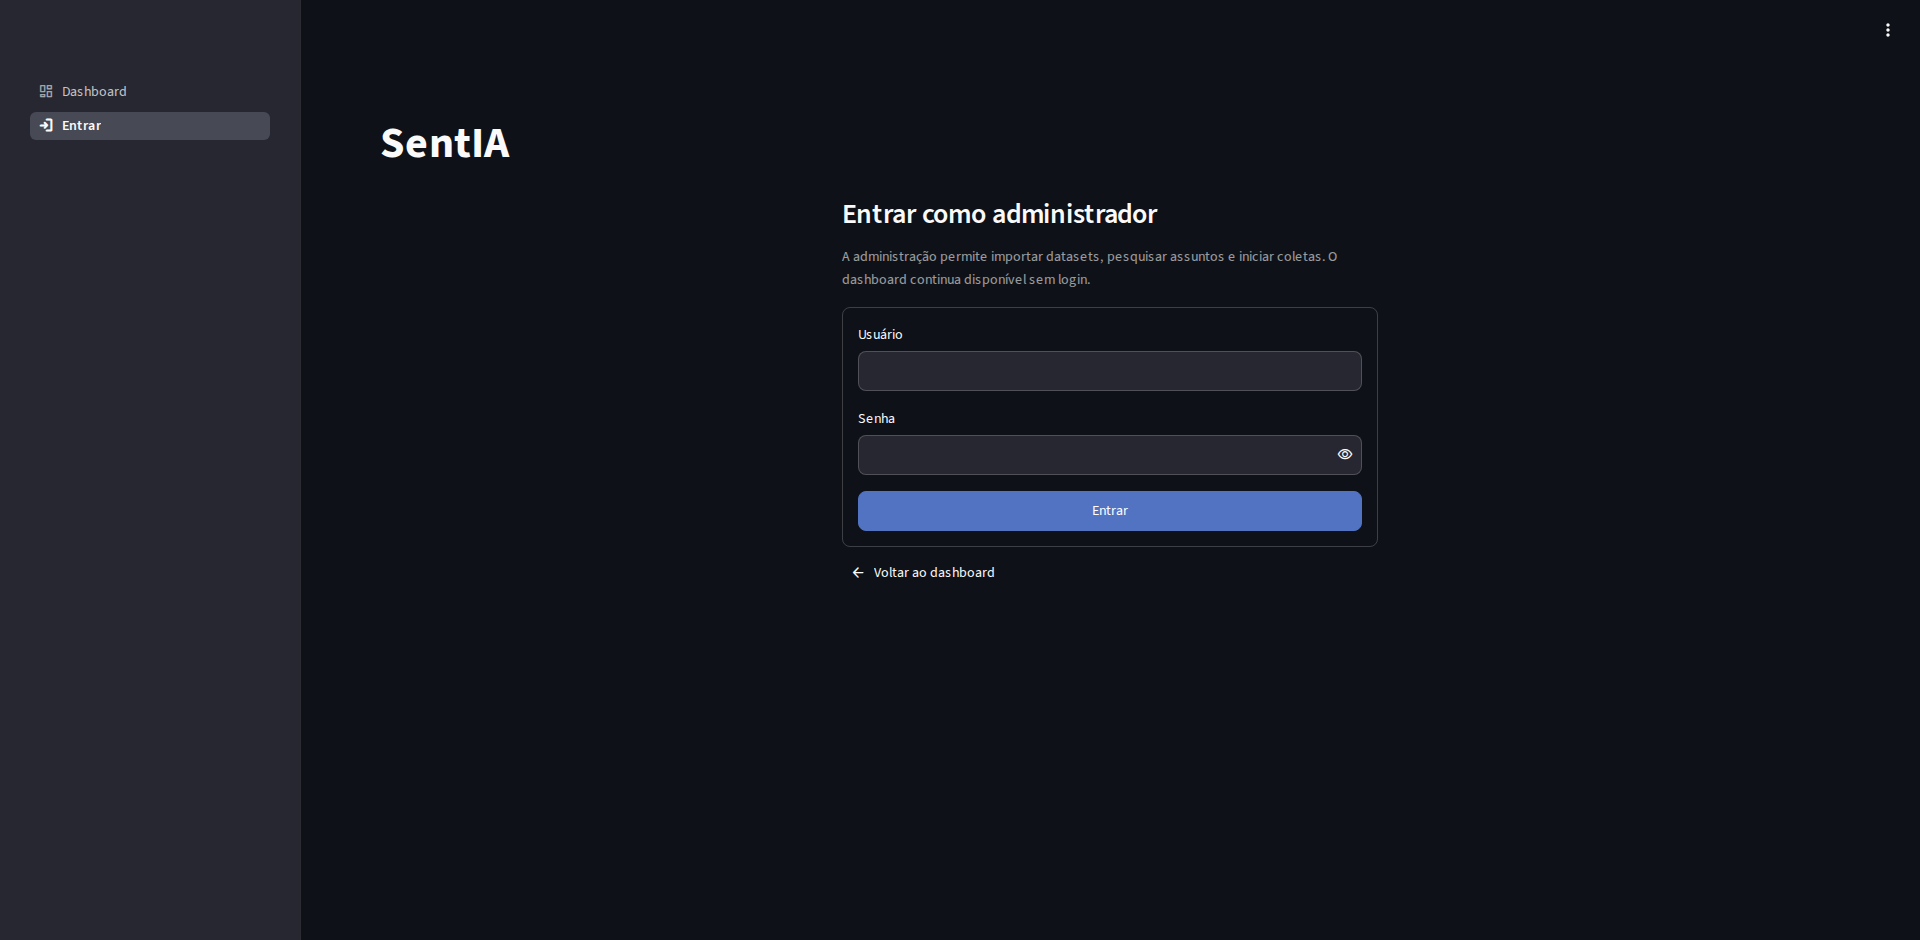 Dashboard
Entrar
SentIA
Entrar como administrador
A administração permite importar datasets, pesquisar assuntos e iniciar coletas. O
dashboard continua disponível sem login.
Usuário
Senha
Entrar
Voltar ao dashboard